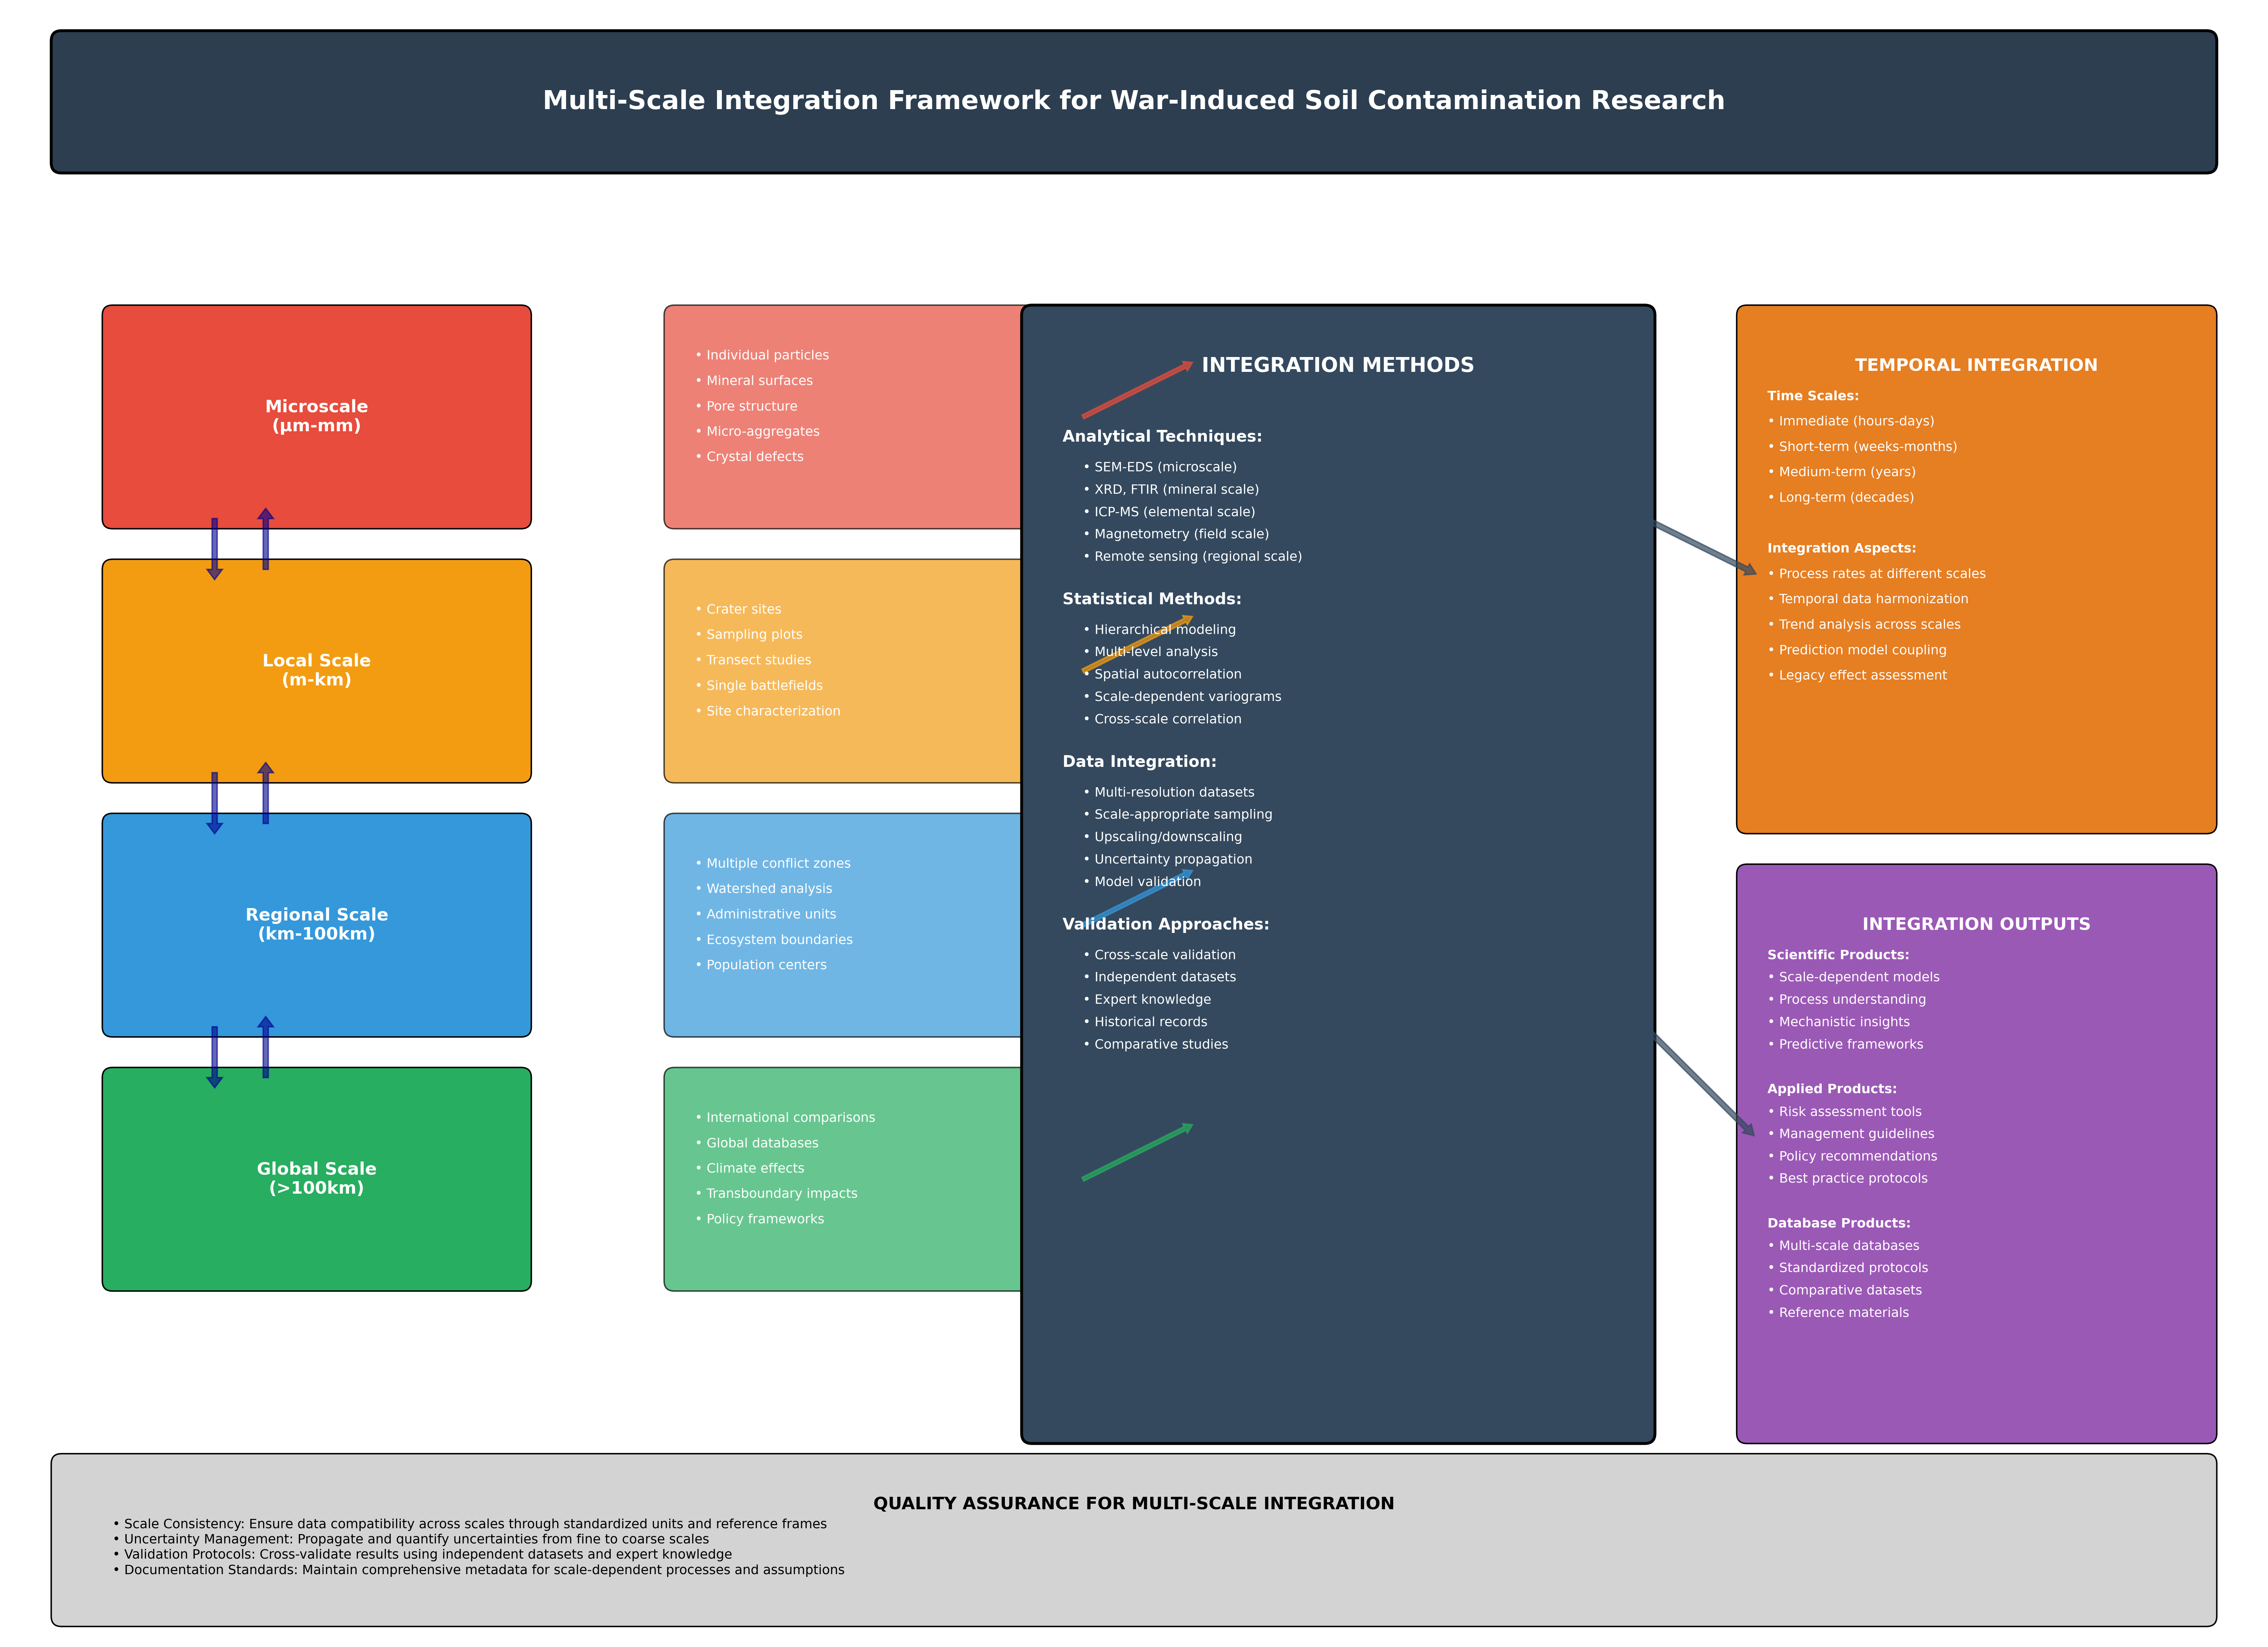 Multi-Scale Integration Framework for War-Induced Soil Contamination Research
Microscale
(μm-mm)
• Individual particles
• Mineral surfaces
• Pore structure
• Micro-aggregates
• Crystal defects
Local Scale
(m-km)
• Crater sites
• Sampling plots
• Transect studies
• Single battlefields
• Site characterization
Regional Scale
(km-100km)
• Multiple conflict zones
• Watershed analysis
• Administrative units
• Ecosystem boundaries
• Population centers
Global Scale
(>100km)
• International comparisons
• Global databases
• Climate effects
• Transboundary impacts
• Policy frameworks
INTEGRATION METHODS
Analytical Techniques:
• SEM-EDS (microscale)
• XRD, FTIR (mineral scale)
• ICP-MS (elemental scale)
• Magnetometry (field scale)
• Remote sensing (regional scale)
Statistical Methods:
• Hierarchical modeling
• Multi-level analysis
• Spatial autocorrelation
• Scale-dependent variograms
• Cross-scale correlation
Data Integration:
• Multi-resolution datasets
• Scale-appropriate sampling
• Upscaling/downscaling
• Uncertainty propagation
• Model validation
Validation Approaches:
• Cross-scale validation
• Independent datasets
• Expert knowledge
• Historical records
• Comparative studies
TEMPORAL INTEGRATION
Time Scales:
• Immediate (hours-days)
• Short-term (weeks-months)
• Medium-term (years)
• Long-term (decades)
Integration Aspects:
• Process rates at different scales
• Temporal data harmonization
• Trend analysis across scales
• Prediction model coupling
• Legacy effect assessment
INTEGRATION OUTPUTS
Scientific Products:
• Scale-dependent models
• Process understanding
• Mechanistic insights
• Predictive frameworks
Applied Products:
• Risk assessment tools
• Management guidelines
• Policy recommendations
• Best practice protocols
Database Products:
• Multi-scale databases
• Standardized protocols
• Comparative datasets
• Reference materials
QUALITY ASSURANCE FOR MULTI-SCALE INTEGRATION
• Scale Consistency: Ensure data compatibility across scales through standardized units and reference frames
• Uncertainty Management: Propagate and quantify uncertainties from fine to coarse scales
• Validation Protocols: Cross-validate results using independent datasets and expert knowledge
• Documentation Standards: Maintain comprehensive metadata for scale-dependent processes and assumptions